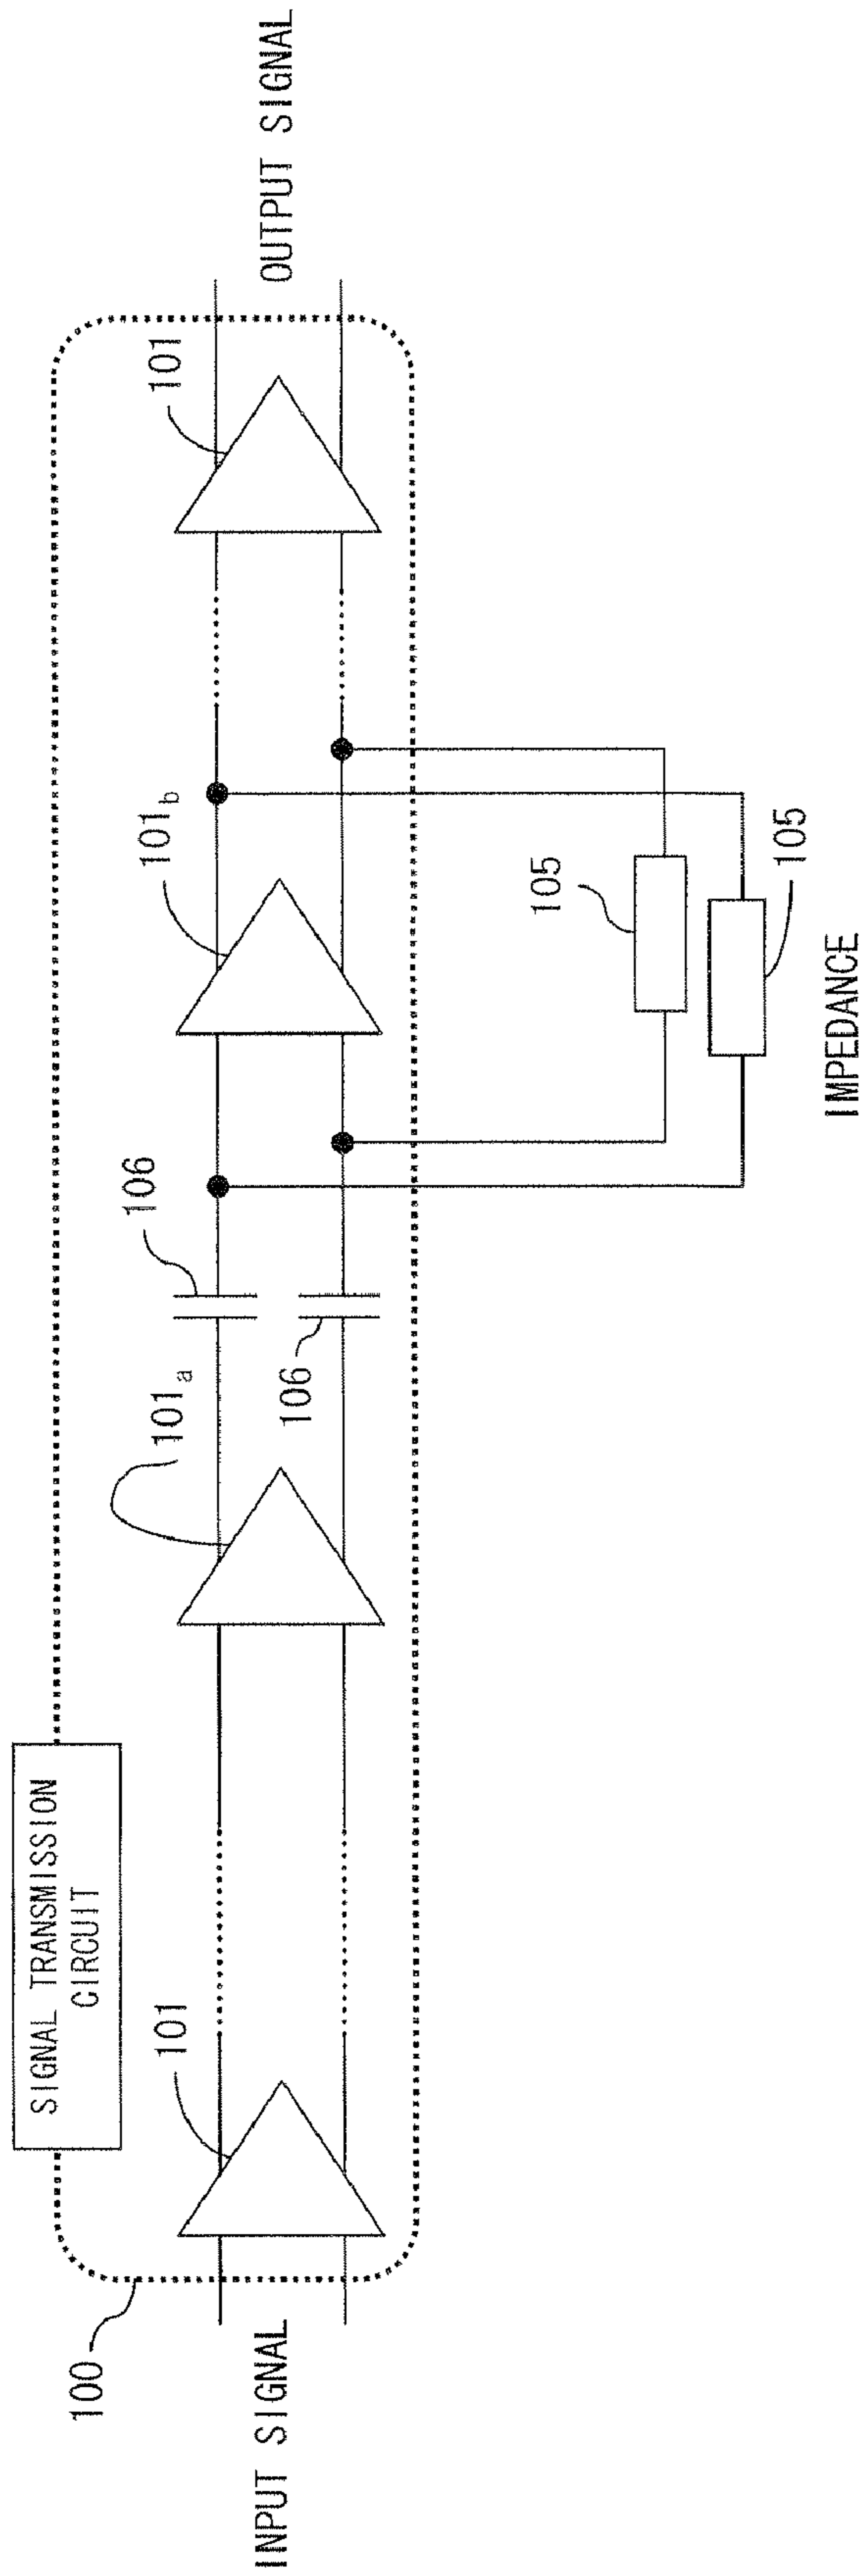 SIGNAL TRANSMISSION
CIRCUIT
100
101
101a
106
101b
101
106
INPUT SIGNAL
OUTPUT SIGNAL
105
105
IMPEDANCE